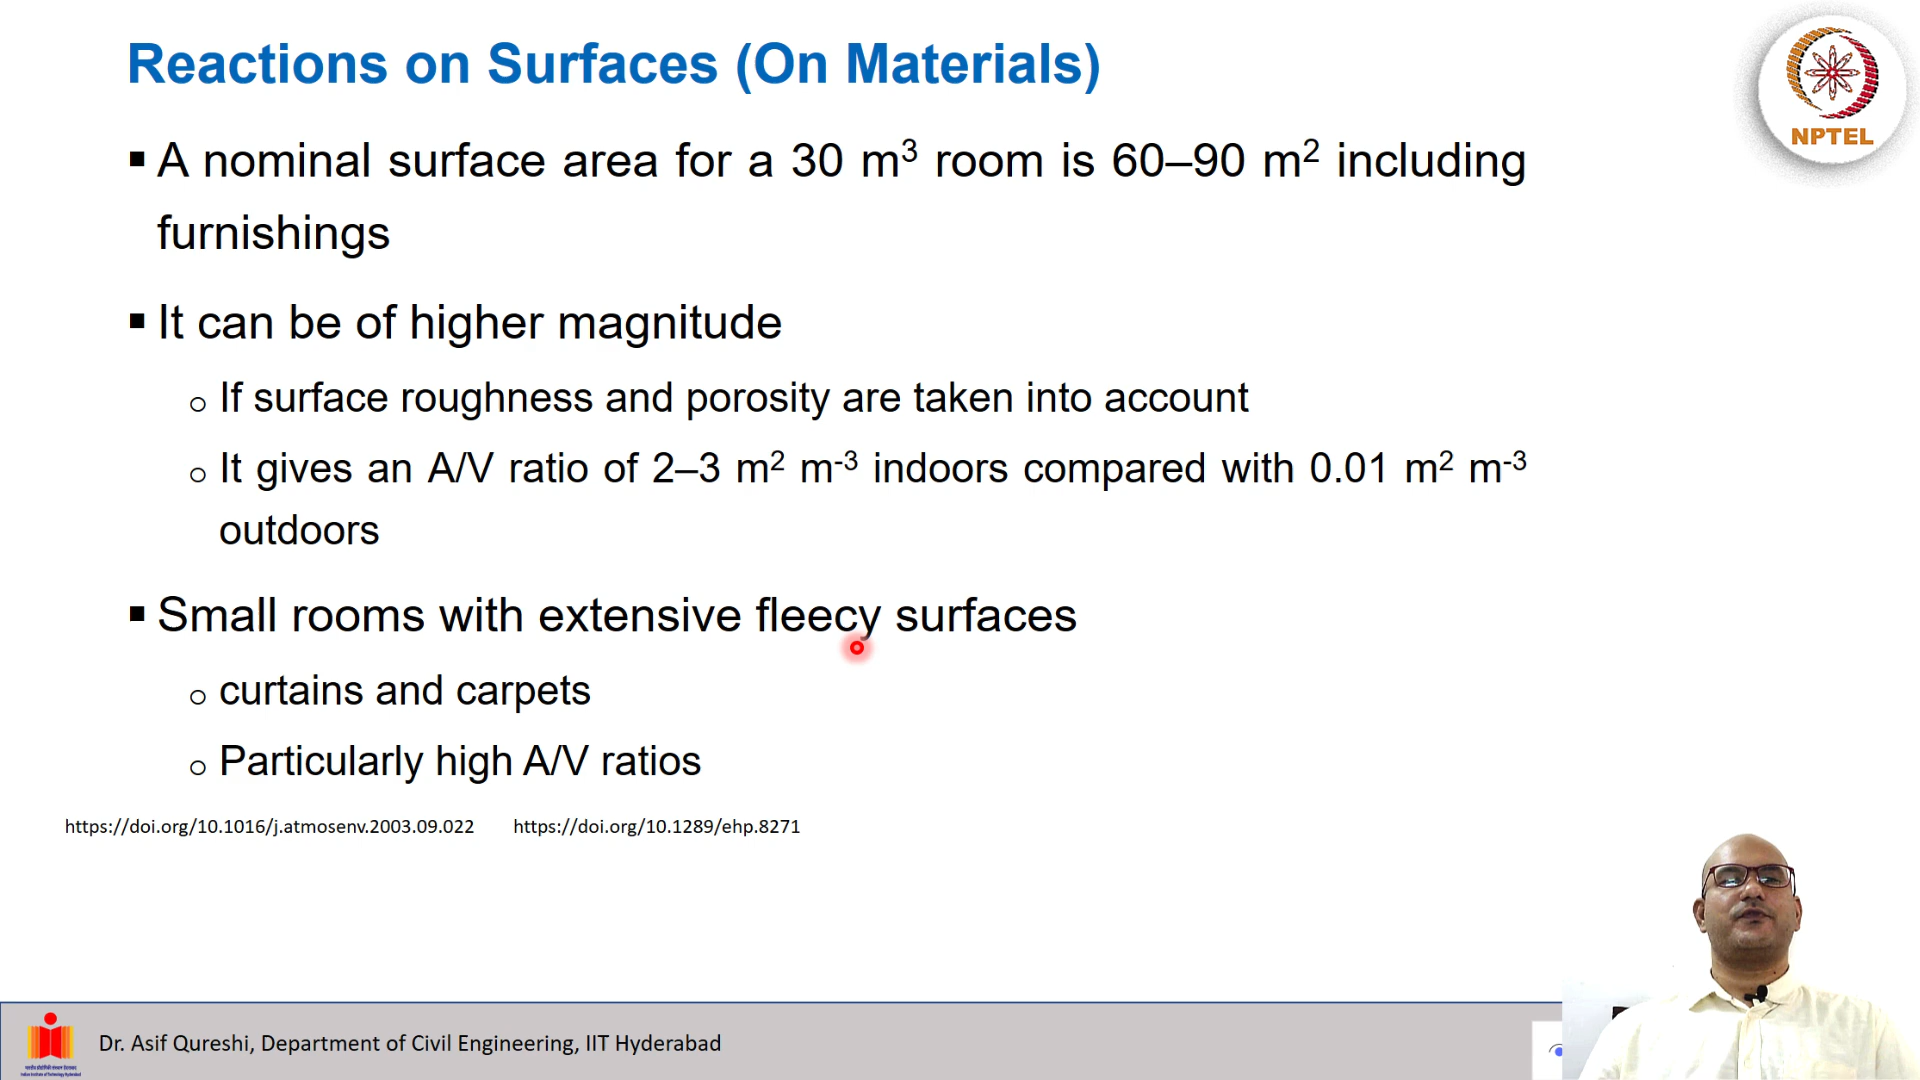 Reactions on Surfaces (On Materials)
NPTEL
▪ A nominal surface area for a 30 m³ room is 60–90 m² including
furnishings
▪ It can be of higher magnitude
o If surface roughness and porosity are taken into account
o It gives an A/V ratio of 2–3 m² m⁻³ indoors compared with 0.01 m² m⁻³
outdoors
▪ Small rooms with extensive fleecy surfaces
o curtains and carpets
o Particularly high A/V ratios
https://doi.org/10.1016/j.atmosenv.2003.09.022 https://doi.org/10.1289/ehp.8271
Dr. Asif Qureshi, Department of Civil Engineering, IIT Hyderabad